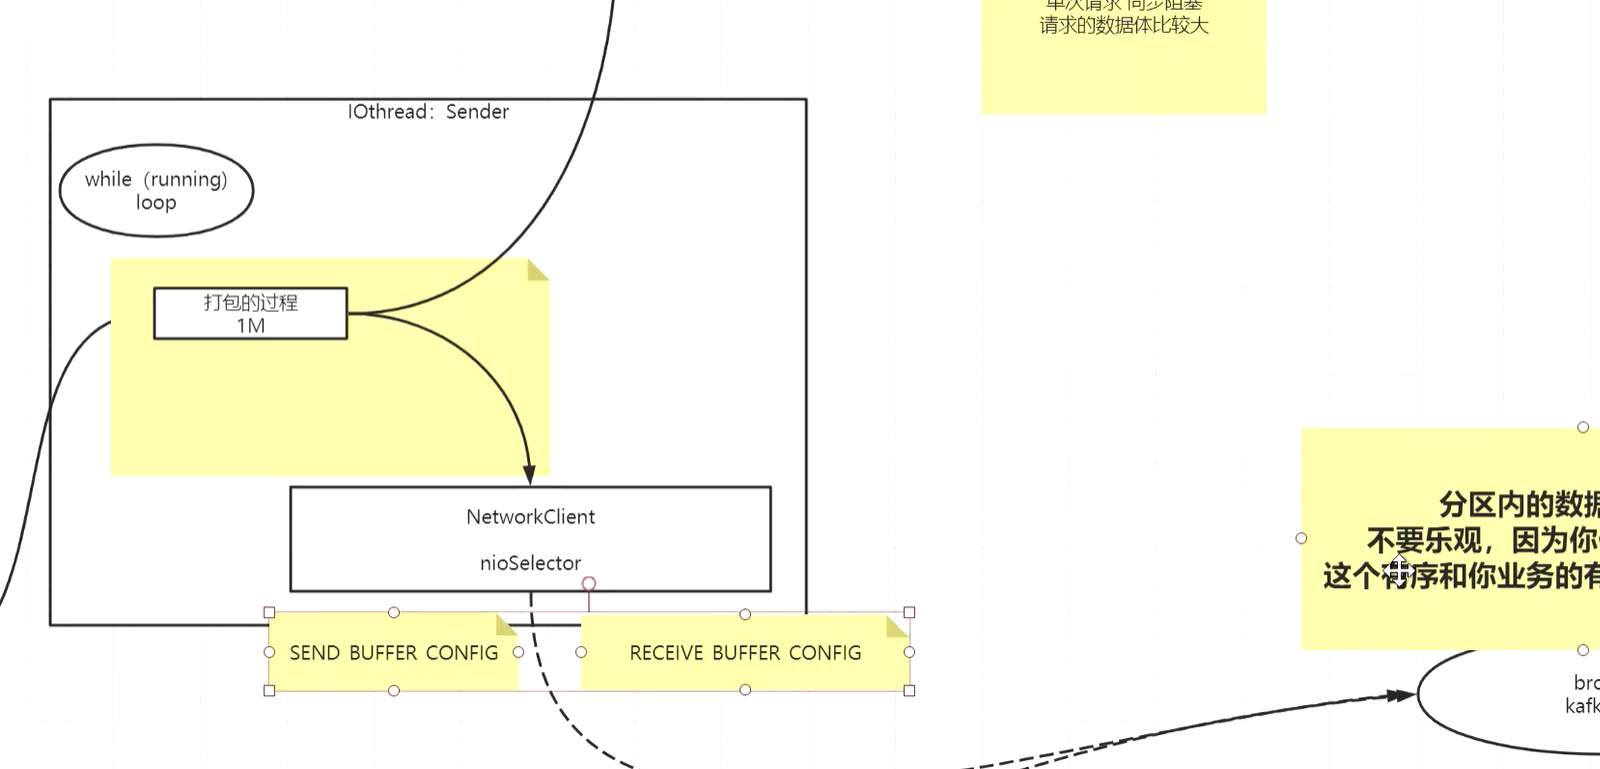 单次请求 同步阻塞
请求的数据体比较大
IOthread：Sender
while（running）
loop
打包的过程
1M
NetworkClient
nioSelector
SEND BUFFER CONFIG
RECEIVE BUFFER CONFIG
分区内的数据
不要乐观，因为你
这个有序和你业务的有
bro
kafk